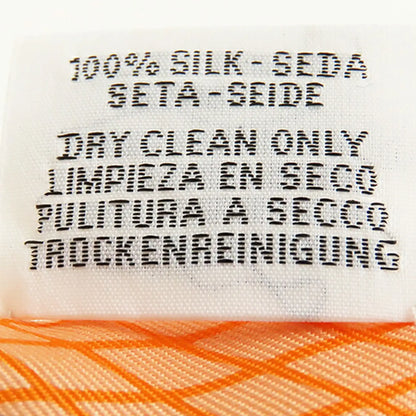 100% SILK - SEDA
SETA - SEIDE
DRY CLEAN ONLY
LIMPIEZA EN SECO
PULITURA A SECCO
TROCKENREINIGUNG